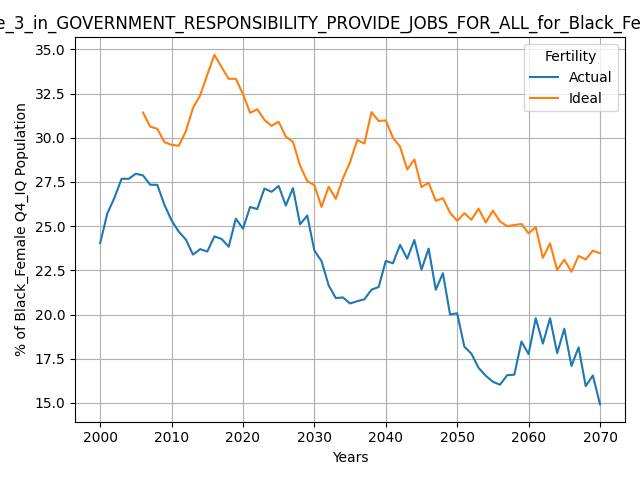 e_3_in_GOVERNMENT_RESPONSIBILITY_PROVIDE_JOBS_FOR_ALL_for_Black_Fe
Fertility
Actual
Ideal
% of Black_Female Q4_IQ Population
35.0
32.5
30.0
27.5
25.0
22.5
20.0
17.5
15.0
2000 2010 2020 2030 2040 2050 2060 2070
Years